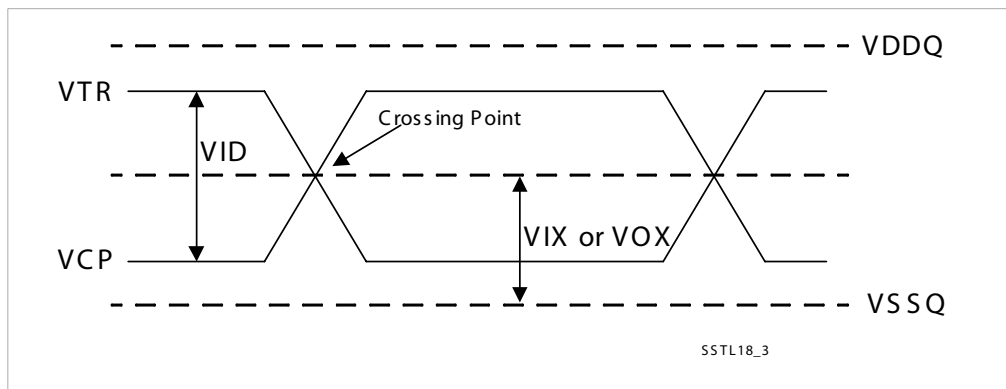 VDDQ
VTR
Crossing Point
VID
VIX or VOX
VCP
VSSQ
SSTL18_3